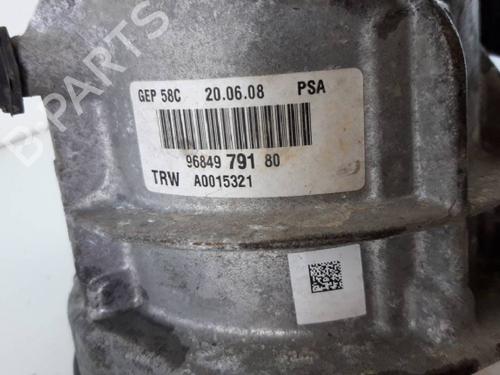 B-PARTS
GEP 58C 20.06.08 PSA
96849 791 80
TRW A0015321